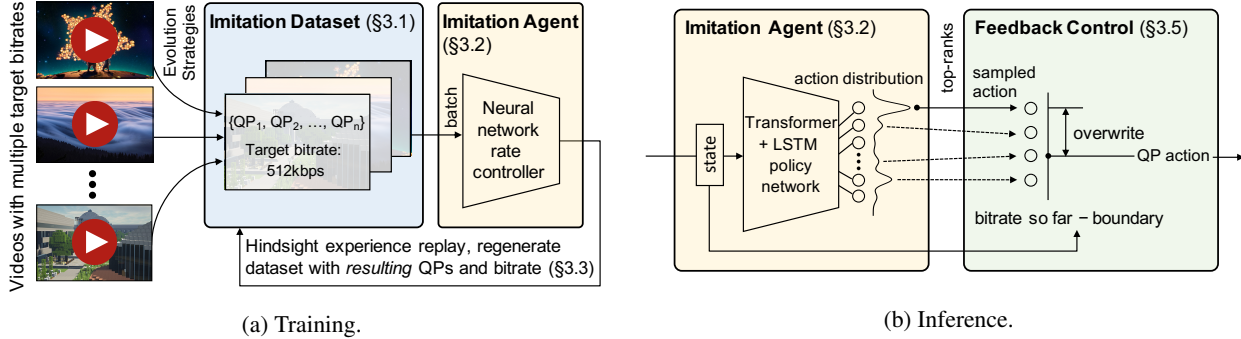 Videos with multiple target bitrates
Evolution
Strategies
Imitation Dataset (§3.1)
{QP1, QP2, …, QPn}
Target bitrate:
512kbps
Imitation Agent
(§3.2)
batch
Neural
network
rate
controller
Hindsight experience replay, regenerate
dataset with resulting QPs and bitrate (§3.3)
(a) Training.
Imitation Agent (§3.2)
state
Transformer
+ LSTM
policy
network
action distribution
top-ranks
Feedback Control (§3.5)
sampled
action
overwrite
QP action
bitrate so far − boundary
(b) Inference.